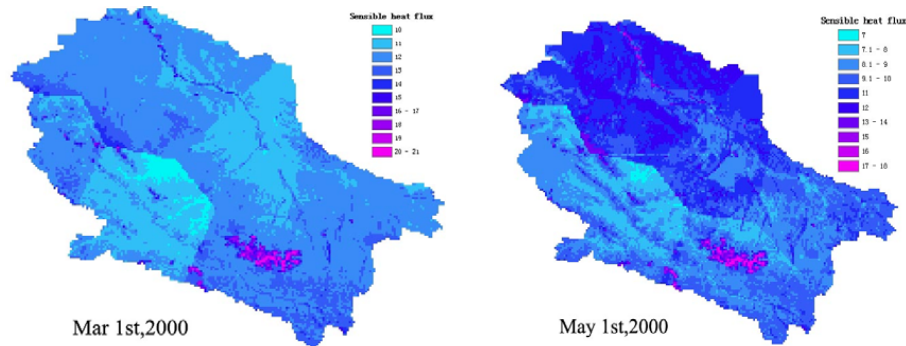 Sensible heat flux
10
11
12
13
14
15
16 - 17
18
19
20 - 21
Mar 1st,2000
Sensible heat flux
7
7.1 - 8
8.1 - 9
9.1 - 10
11
12
13 - 14
15
16
17 - 18
May 1st,2000